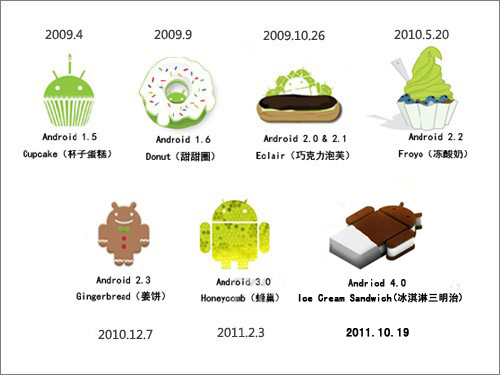 2009.4
2009.9
2009.10.26
2010.5.20
Android 1.5
Cupcake（杯子蛋糕）
Android 1.6
Donut（甜甜圈）
Android 2.0 & 2.1
Eclair（巧克力泡芙）
Android 2.2
Froyo（冻酸奶）
Android 2.3
Gingerbread（姜饼）
Android 3.0
Honeycomb（蜂巢）
Andriod 4.0
Ice Cream Sandwich(冰淇淋三明治)
2010.12.7
2011.2.3
2011.10.19